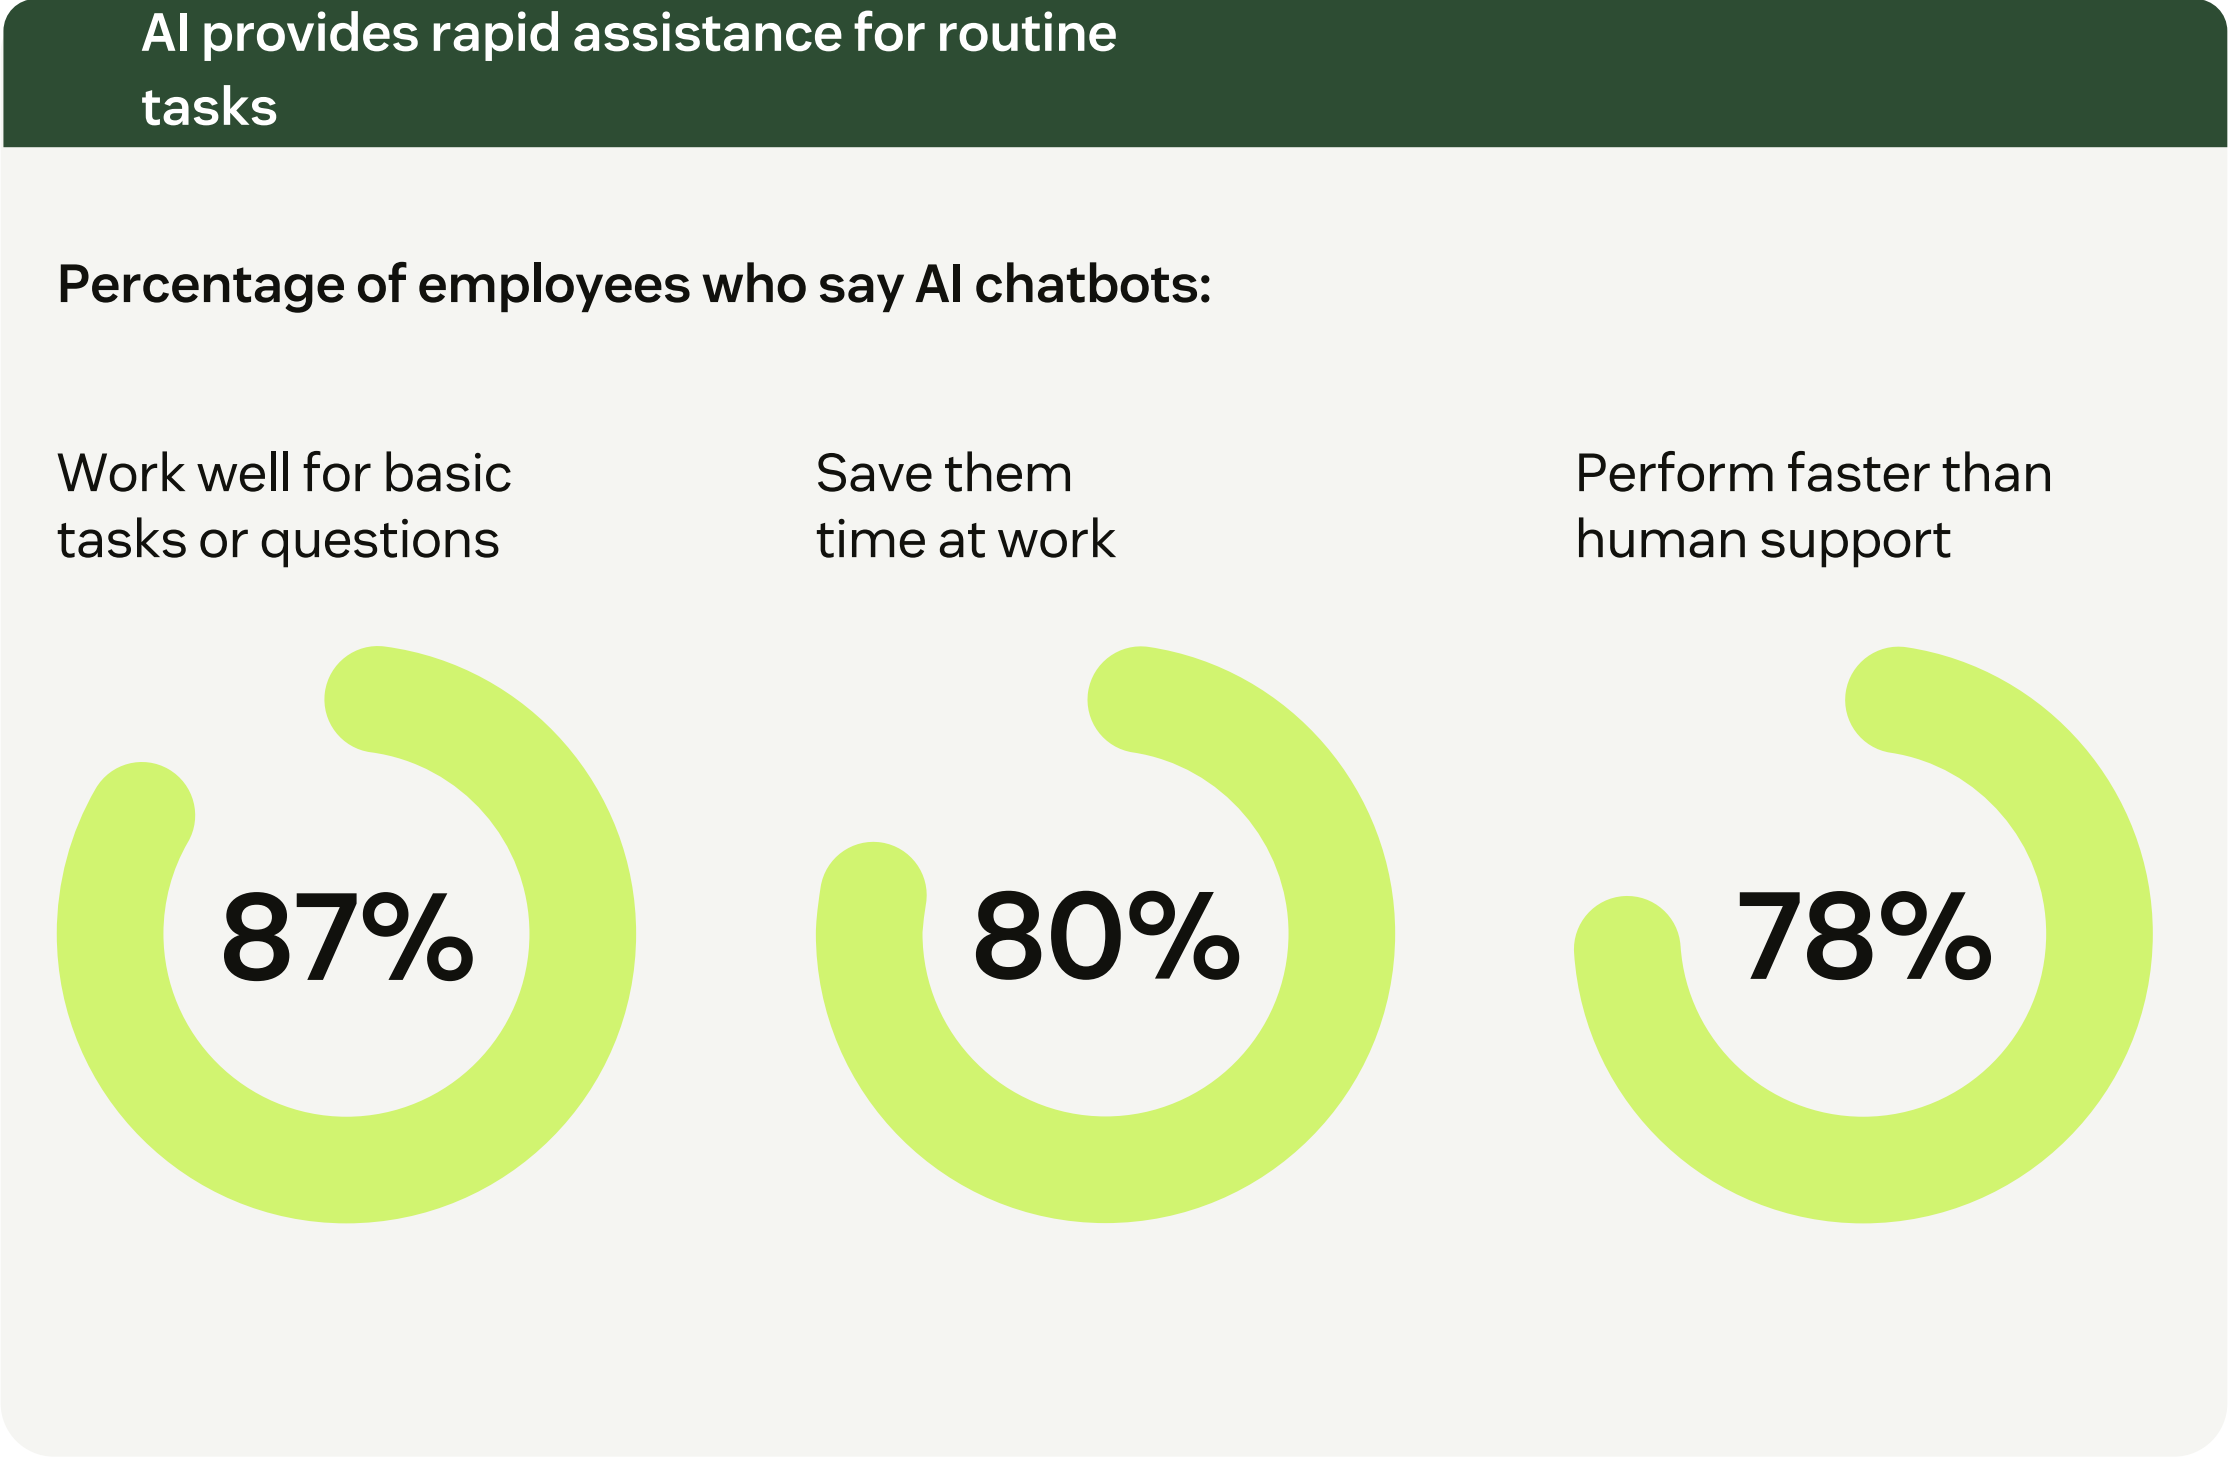 AI provides rapid assistance for routine
tasks
Percentage of employees who say AI chatbots:
Work well for basic
tasks or questions
Save them
time at work
Perform faster than
human support
87%
80%
78%